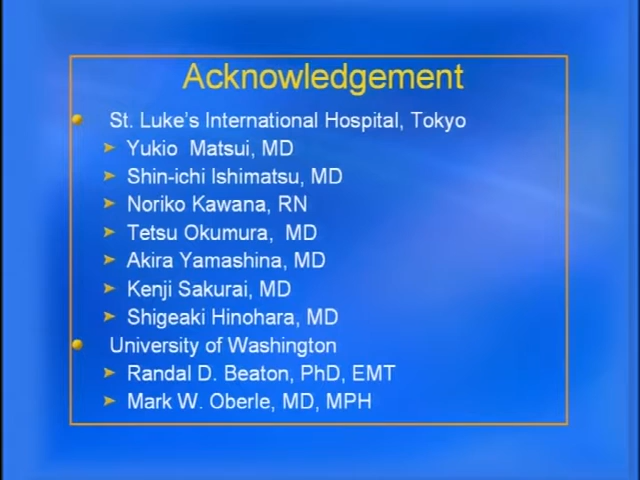 Acknowledgement
St. Luke's International Hospital, Tokyo
Yukio Matsui, MD
Shin-ichi Ishimatsu, MD
Noriko Kawana, RN
Tetsu Okumura, MD
Akira Yamashina, MD
Kenji Sakurai, MD
Shigeaki Hinohara, MD
University of Washington
Randal D. Beaton, PhD, EMT
Mark W. Oberle, MD, MPH